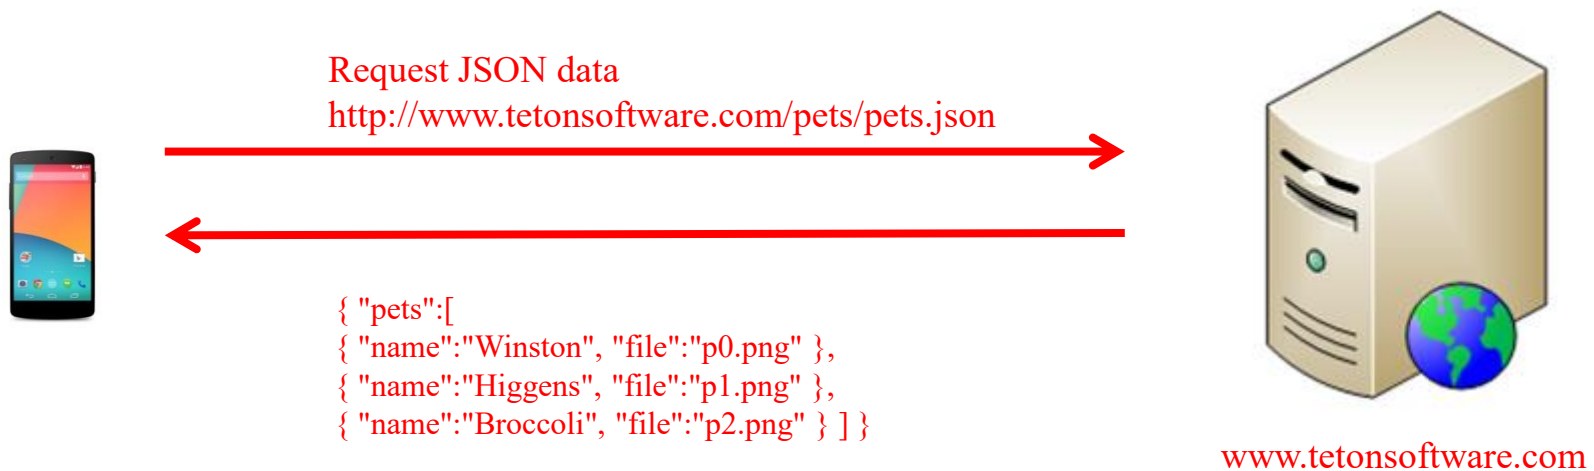 Request JSON data
http://www.tetonsoftware.com/pets/pets.json
{ "pets":[
{ "name":"Winston", "file":"p0.png" },
{ "name":"Higgens", "file":"p1.png" },
{ "name":"Broccoli", "file":"p2.png" } ] }
www.tetonsoftware.com